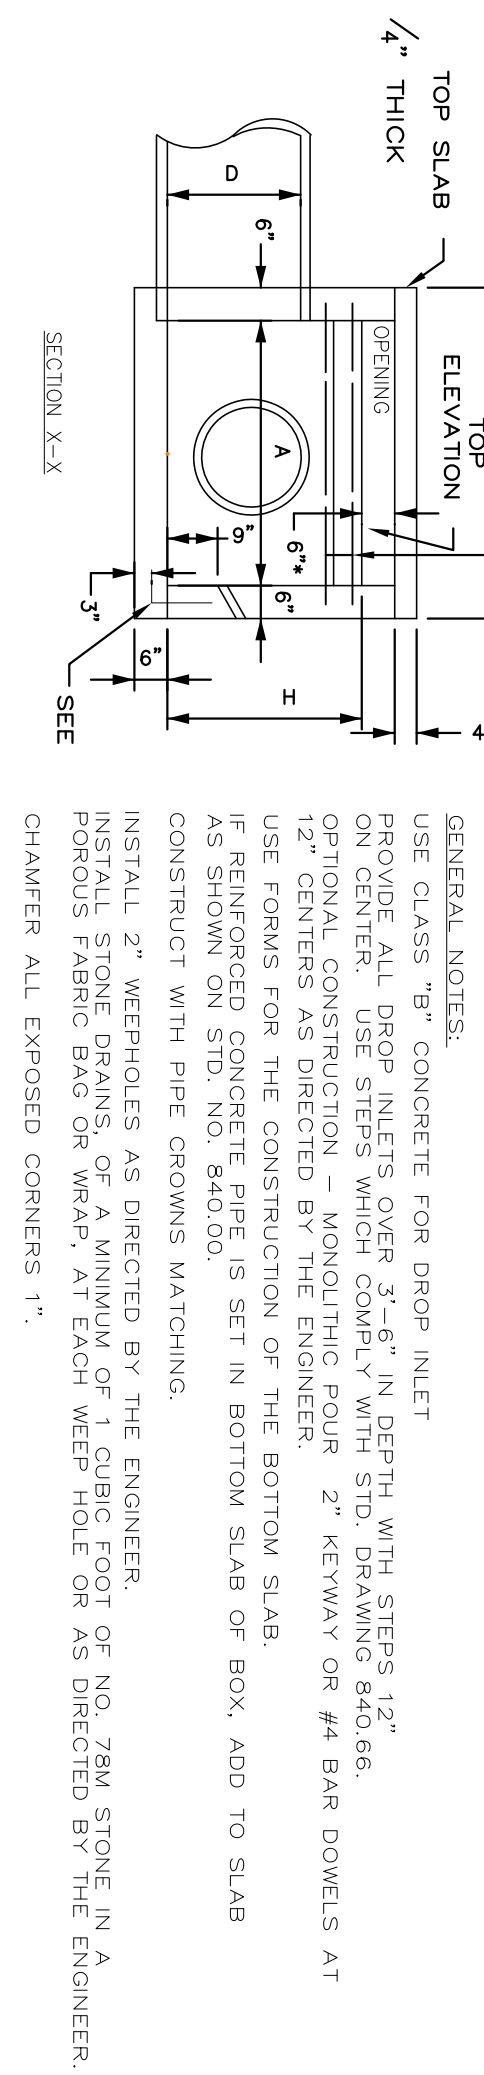 /4" THICK
TOP SLAB
TOP
ELEVATION
OPENING
D
6"
A
9"
6"*
6"
3"
6"
H
4
SEE
SECTION X-X
GENERAL NOTES:
USE CLASS "B" CONCRETE FOR DROP INLET
PROVIDE ALL DROP INLETS OVER 3'-6" IN DEPTH WITH STEPS 12"
ON CENTER. USE STEPS WHICH COMPLY WITH STD. DRAWING 840.66.
OPTIONAL CONSTRUCTION - MONOLITHIC POUR 2" KEYWAY OR #4 BAR DOWELS AT
12" CENTERS AS DIRECTED BY THE ENGINEER.
USE FORMS FOR THE CONSTRUCTION OF THE BOTTOM SLAB.
IF REINFORCED CONCRETE PIPE IS SET IN BOTTOM SLAB OF BOX, ADD TO SLAB
AS SHOWN ON STD. NO. 840.00.
CONSTRUCT WITH PIPE CROWNS MATCHING.
INSTALL 2" WEEPHOLES AS DIRECTED BY THE ENGINEER.
INSTALL STONE DRAINS, OF A MINIMUM OF 1 CUBIC FOOT OF NO. 78M STONE IN A
POROUS FABRIC BAG OR WRAP, AT EACH WEEP HOLE OR AS DIRECTED BY THE ENGINEER.
CHAMFER ALL EXPOSED CORNERS 1".